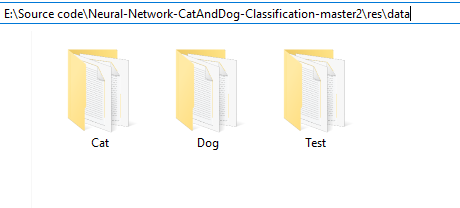 E:\Source code\Neural-Network-CatAndDog-Classification-master2\res\data
Cat
Dog
Test